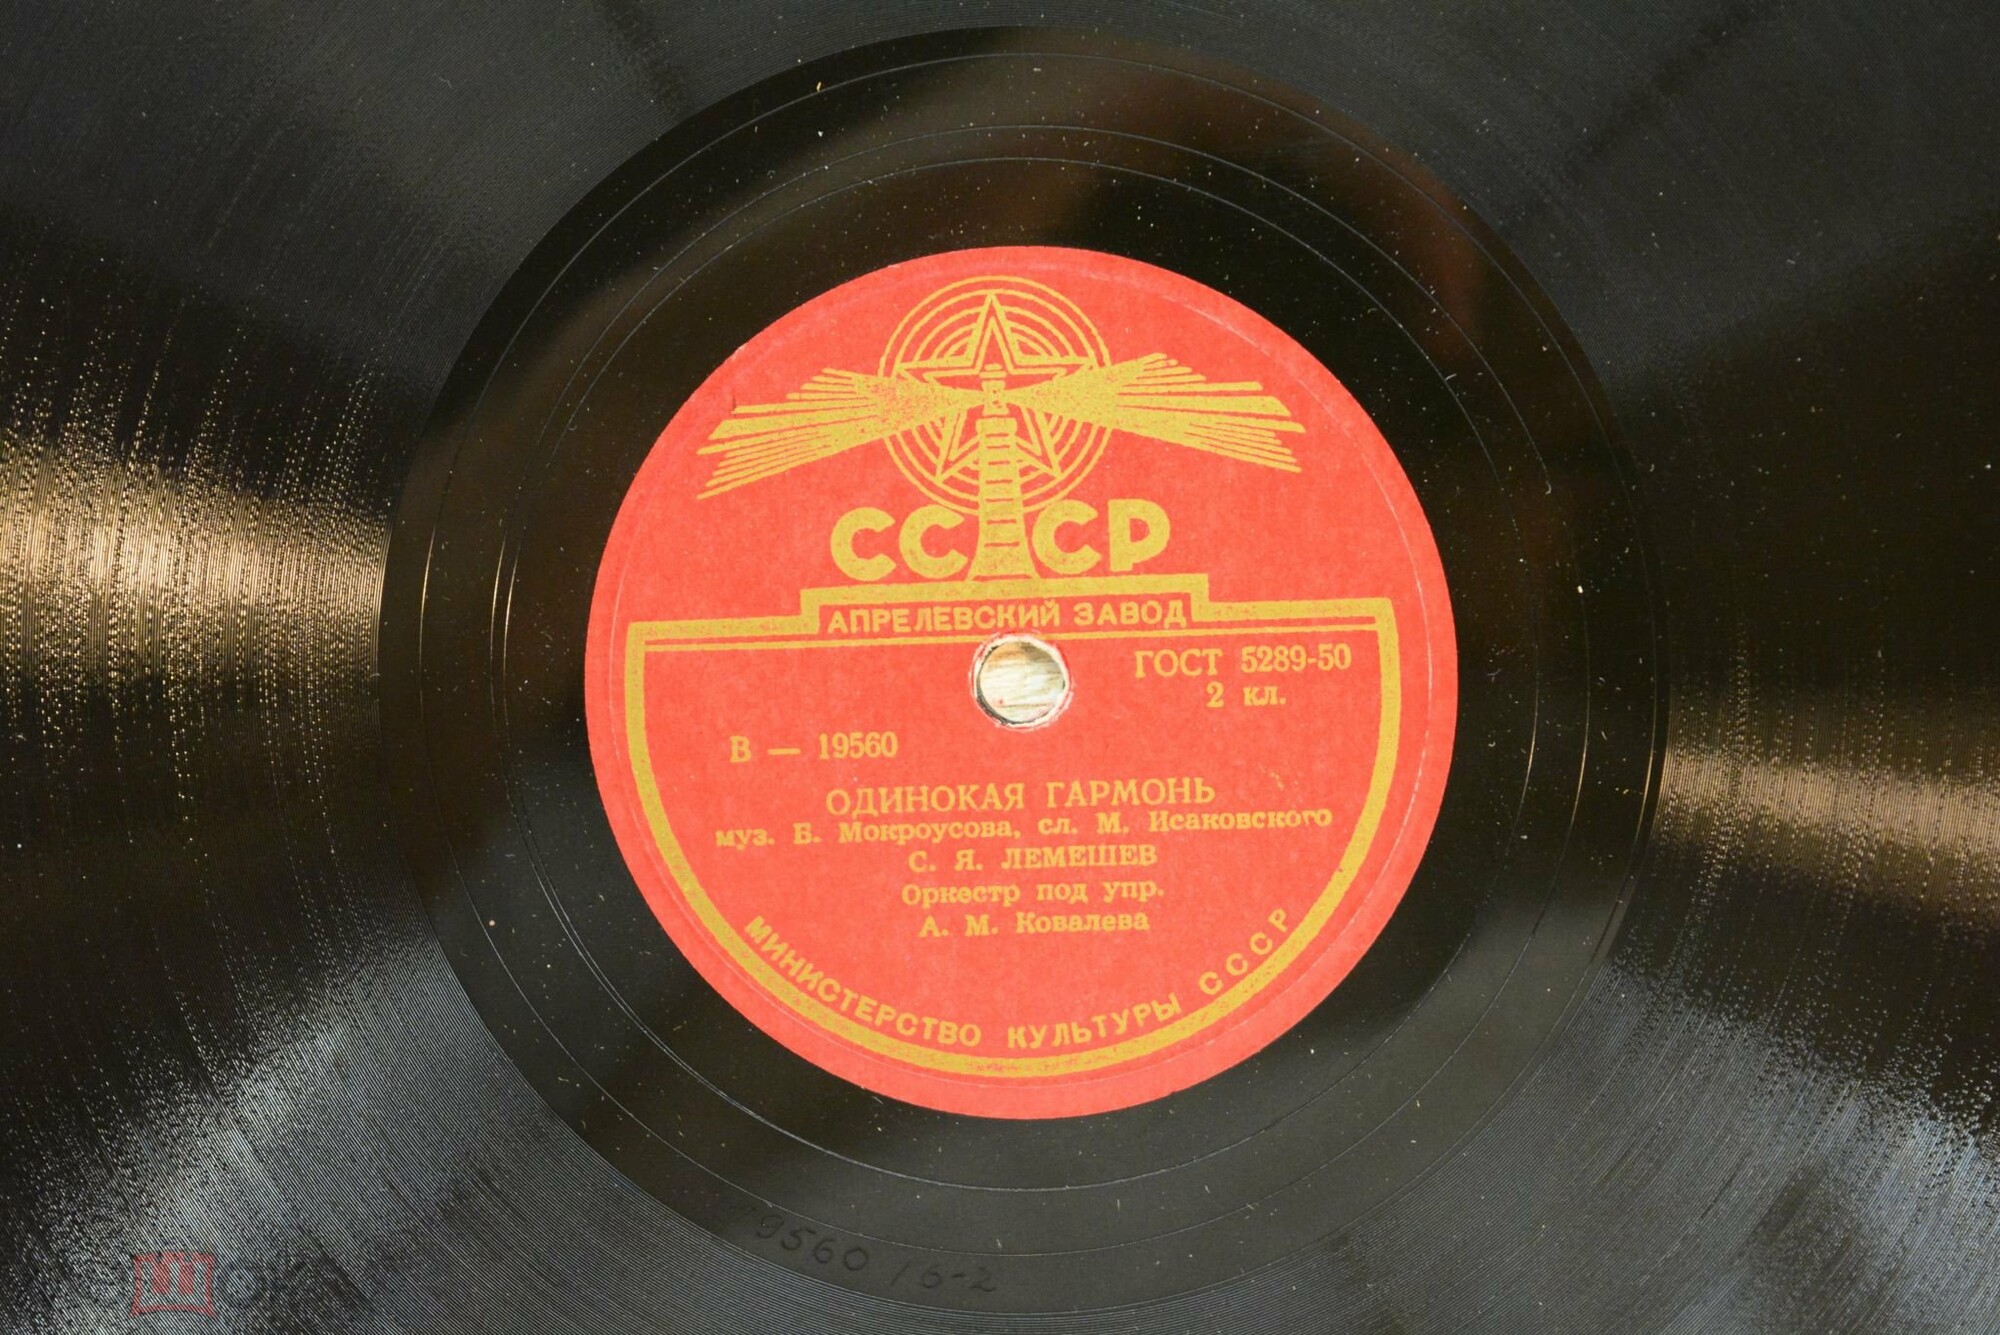 СССР
АПРЕЛЕВСКИЙ ЗАВОД
ГОСТ 5289-50
2 кл.
В — 19560
ОДИНОКАЯ ГАРМОНЬ
муз. Б. Мокроусова, сл. М. Исаковского
С. Я. ЛЕМЕШЕВ
Оркестр под упр.
А. М. Ковалева
МИНИСТЕРСТВО КУЛЬТУРЫ СССР
9560 / 6-2